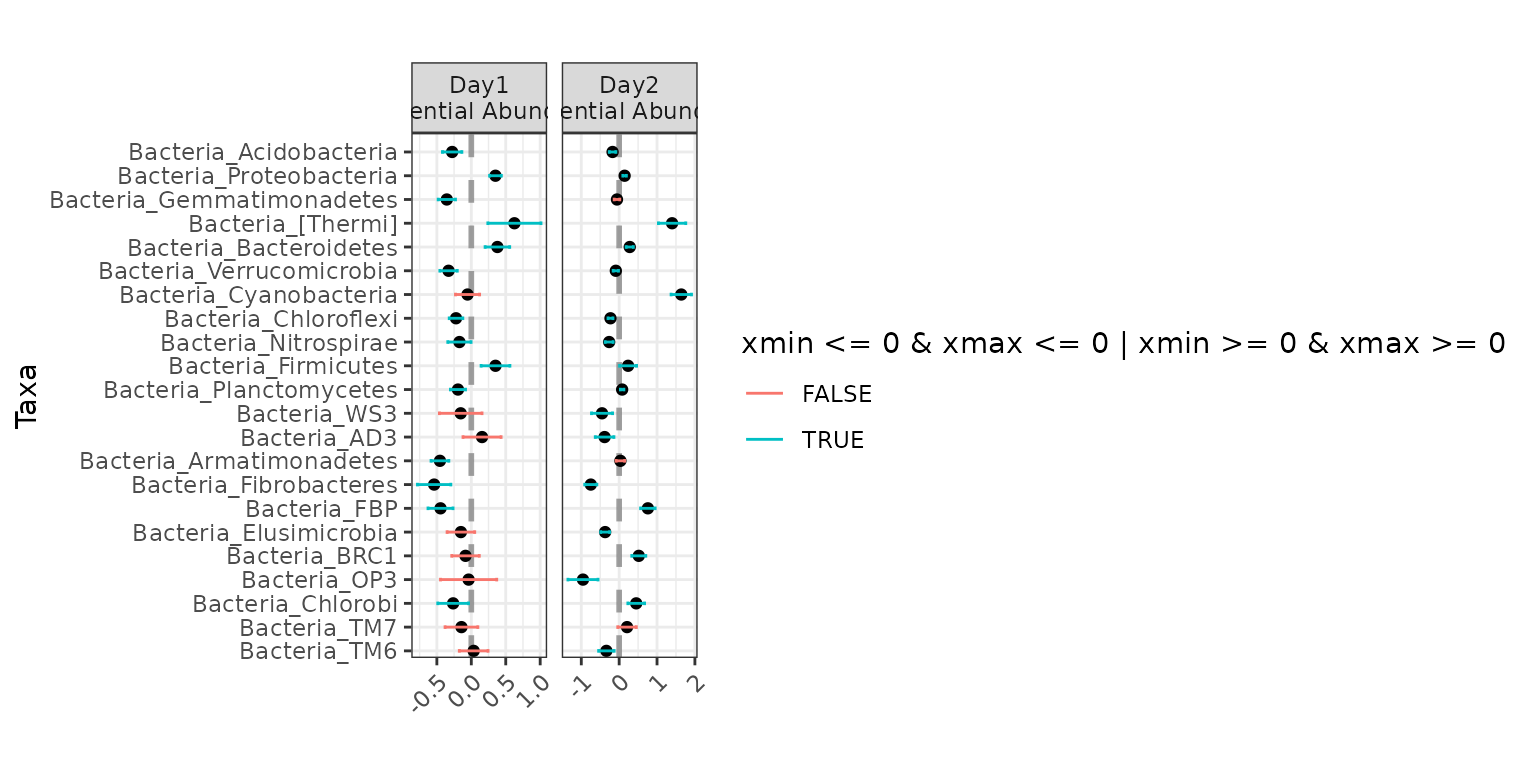 Day1
ential Abund
Day2
ential Abund
Taxa
Bacteria_Acidobacteria
Bacteria_Proteobacteria
Bacteria_Gemmatimonadetes
Bacteria_[Thermi]
Bacteria_Bacteroidetes
Bacteria_Verrucomicrobia
Bacteria_Cyanobacteria
Bacteria_Chloroflexi
Bacteria_Nitrospirae
Bacteria_Firmicutes
Bacteria_Planctomycetes
Bacteria_WS3
Bacteria_AD3
Bacteria_Armatimonadetes
Bacteria_Fibrobacteres
Bacteria_FBP
Bacteria_Elusimicrobia
Bacteria_BRC1
Bacteria_OP3
Bacteria_Chlorobi
Bacteria_TM7
Bacteria_TM6
-0.5 0.0 0.5 1.0
-1 0 1 2
xmin <= 0 & xmax <= 0 | xmin >= 0 & xmax >= 0
FALSE
TRUE